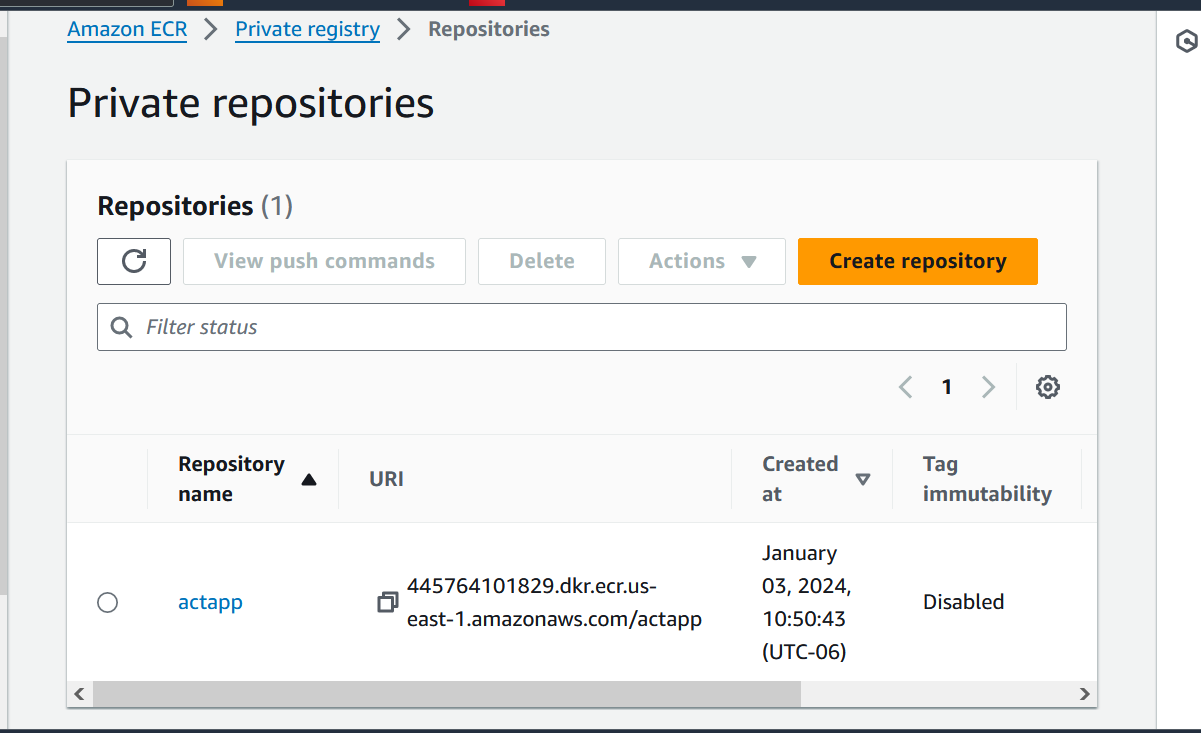 Amazon ECR
Private registry
Repositories
Private repositories
Repositories (1)
View push commands
Delete
Actions
Create repository
Filter status
1
Repository
name
URI
Created
at
Tag
immutability
actapp
445764101829.dkr.ecr.us-
east-1.amazonaws.com/actapp
January
03, 2024,
10:50:43
(UTC-06)
Disabled